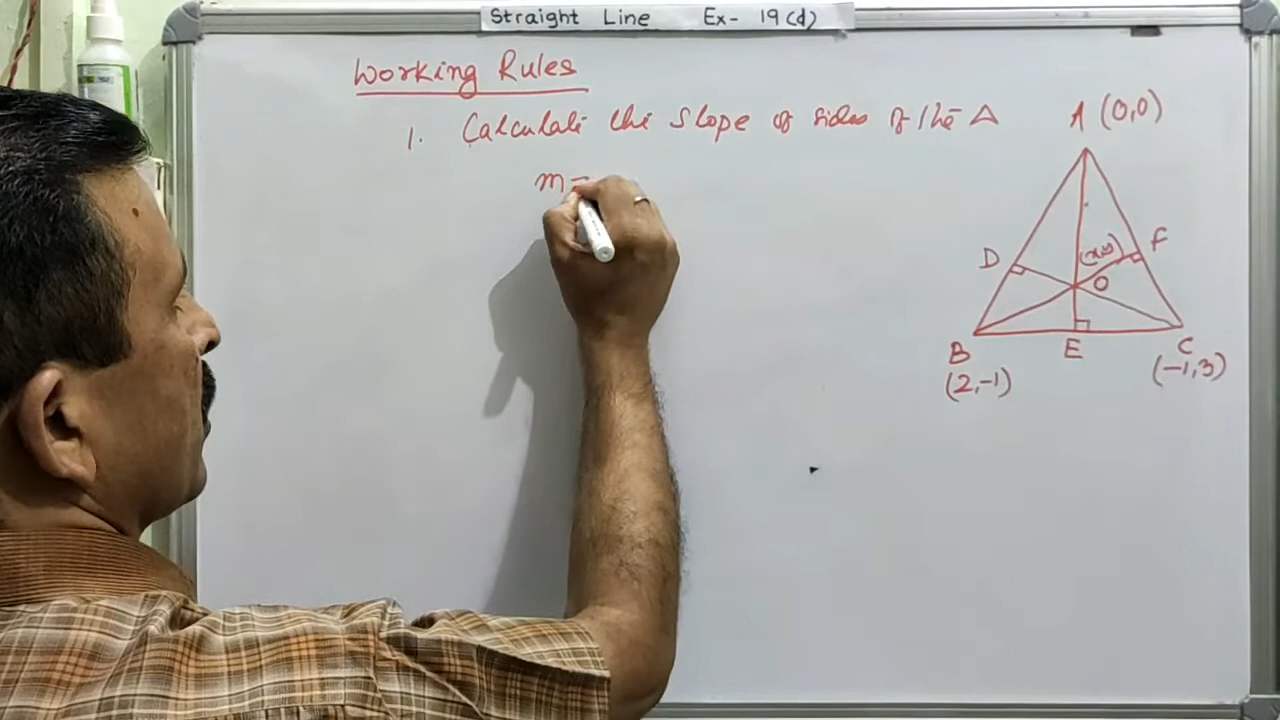 Straight Line Ex- 19(d)
Working Rules
1. Calculate the Slope of sides of the Δ
m=
A (0,0)
D
F
(x,y)
O
B
E
C
(2,-1)
(-1,3)